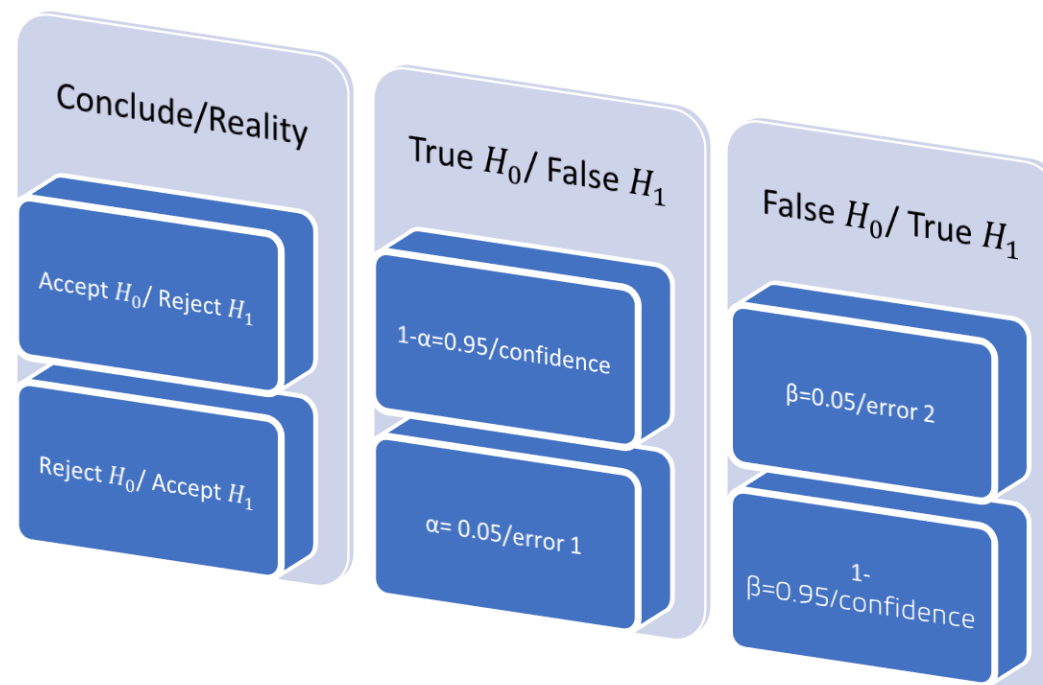 Conclude/Reality
Accept H₀/ Reject H₁
Reject H₀/ Accept H₁
True H₀/ False H₁
1-α=0.95/confidence
α= 0.05/error 1
False H₀/ True H₁
β=0.05/error 2
1-
β=0.95/confidence